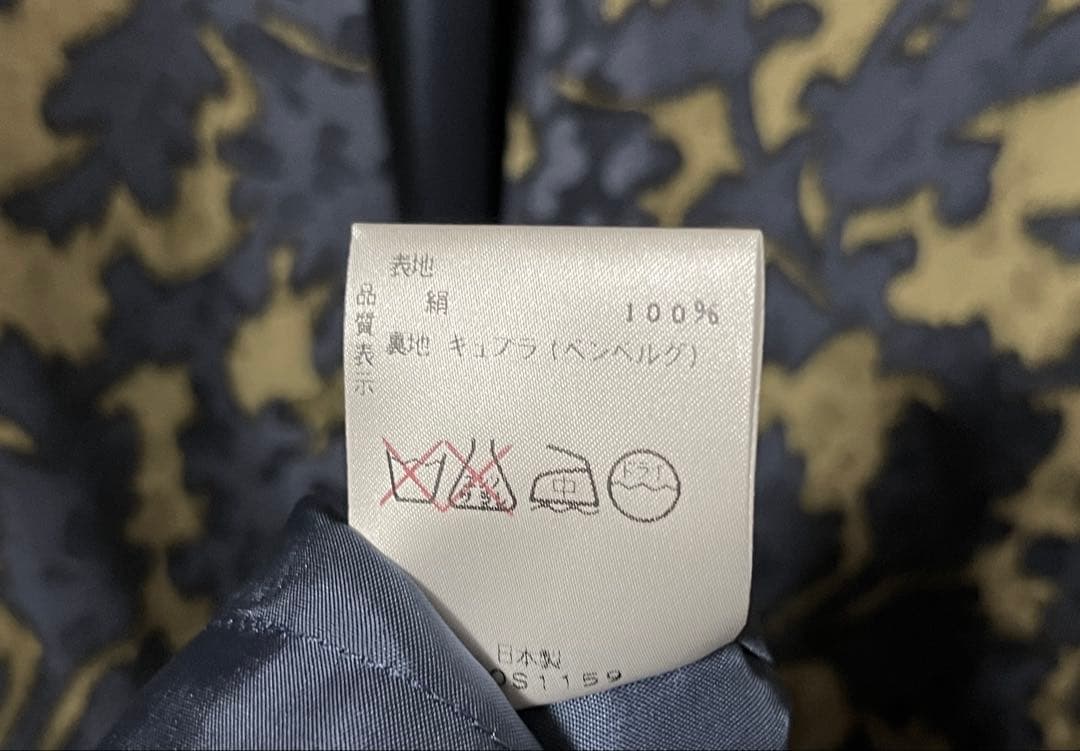 品質表示
表地
絹 100%
裏地 キュプラ(ベンベルグ)
中
ドライ
日本製